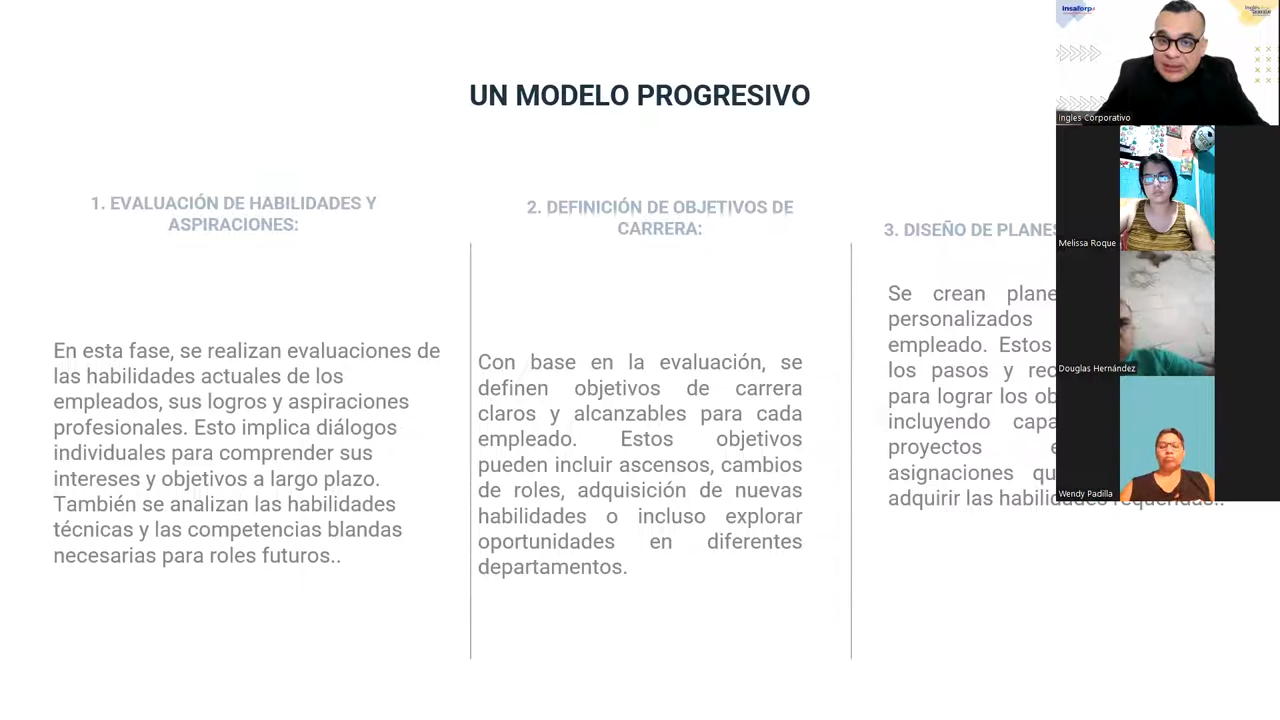 UN MODELO PROGRESIVO
1. EVALUACIÓN DE HABILIDADES Y
ASPIRACIONES:
En esta fase, se realizan evaluaciones de
las habilidades actuales de los
empleados, sus logros y aspiraciones
profesionales. Esto implica diálogos
individuales para comprender sus
intereses y objetivos a largo plazo.
También se analizan las habilidades
técnicas y las competencias blandas
necesarias para roles futuros..
2. DEFINICIÓN DE OBJETIVOS DE
CARRERA:
Con base en la evaluación, se
definen objetivos de carrera
claros y alcanzables para cada
empleado. Estos objetivos
pueden incluir ascensos, cambios
de roles, adquisición de nuevas
habilidades o incluso explorar
oportunidades en diferentes
departamentos.
3. DISEÑO DE PLANES
Se crean plane
personalizados
empleado. Estos
los pasos y rec
para lograr los ob
incluyendo capa
proyectos e
asignaciones qu
adquirir las habilidades requeridas..
insaforp
Ingles Corporativo
Melissa Roque
Douglas Hernández
Wendy Padilla